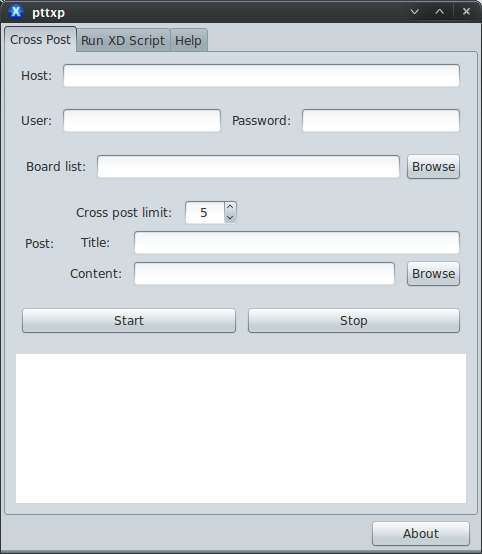 pttxp
Cross Post Run XD Script Help
Host:
User: Password:
Board list: Browse
Cross post limit: 5
Post: Title:
Content: Browse
Start Stop
About